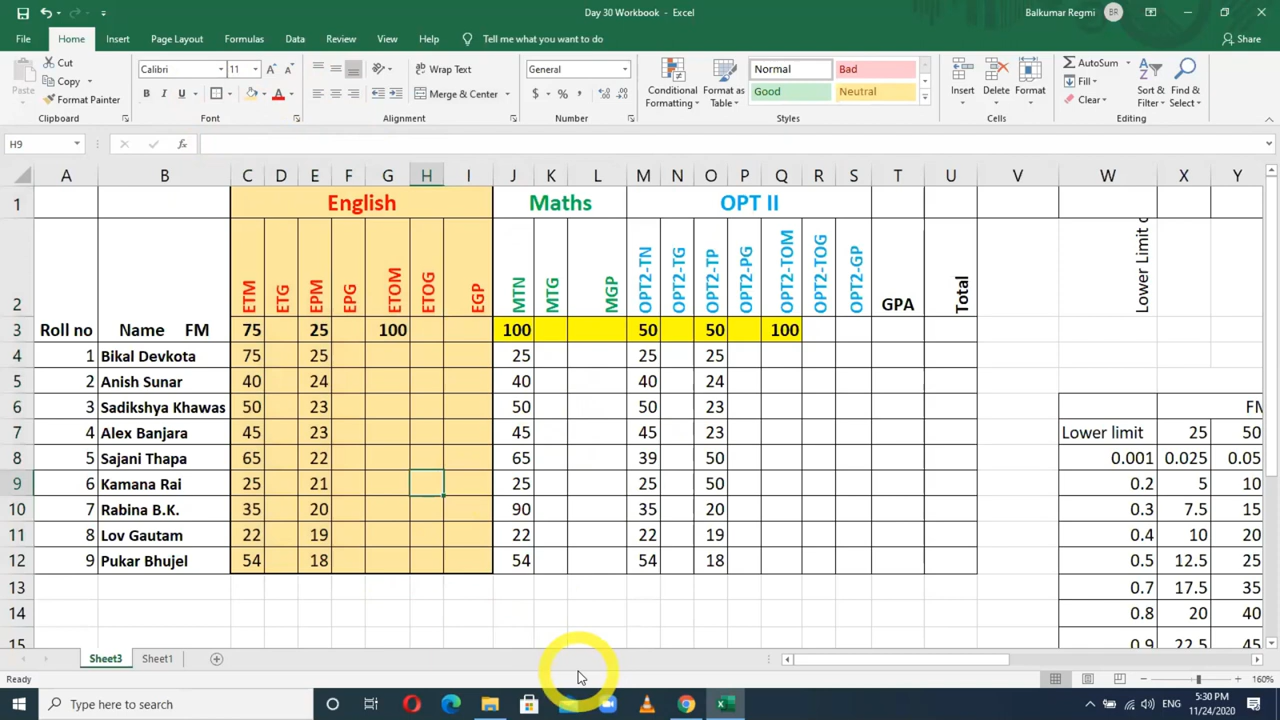 Day 30 Workbook - Excel
Balkumar Regmi BR
File Home Insert Page Layout Formulas Data Review View Help Tell me what you want to do Share
Paste Cut Copy Format Painter
Calibri 11 B I U A A A
Wrap Text Merge & Center
General $ % ,
Conditional Formatting Format as Table
Normal Bad Good Neutral
Insert Delete Format
AutoSum Fill Clear Sort & Filter Find & Select
Clipboard Font Alignment Number Styles Cells Editing
H9 fx
A B C D E F G H I J K L M N O P Q R S T U V W X Y
1 English Maths OPT II
2 ETM ETG EPM EPG ETOM ETOG EGP MTN MTG MGP OPT2-TN OPT2-TG OPT2-TP OPT2-PG OPT2-TOM OPT2-TOG OPT2-GP GPA Total Lower Limit
3 Roll no Name FM 75 25 100 100 50 50 100
4 1 Bikal Devkota 75 25 25 25 25
5 2 Anish Sunar 40 24 40 40 24
6 3 Sadikshya Khawas 50 23 50 50 23 FM
7 4 Alex Banjara 45 23 45 45 23 Lower limit 25 50
8 5 Sajani Thapa 65 22 65 39 50 0.001 0.025 0.05
9 6 Kamana Rai 25 21 25 25 50 0.2 5 10
10 7 Rabina B.K. 35 20 90 35 20 0.3 7.5 15
11 8 Lov Gautam 22 19 22 22 19 0.4 10 20
12 9 Pukar Bhujel 54 18 54 54 18 0.5 12.5 25
13 0.7 17.5 35
14 0.8 20 40
15 0.9 22.5 45
Sheet3 Sheet1
Ready 160%
Type here to search
ENG
5:30 PM
11/24/2020